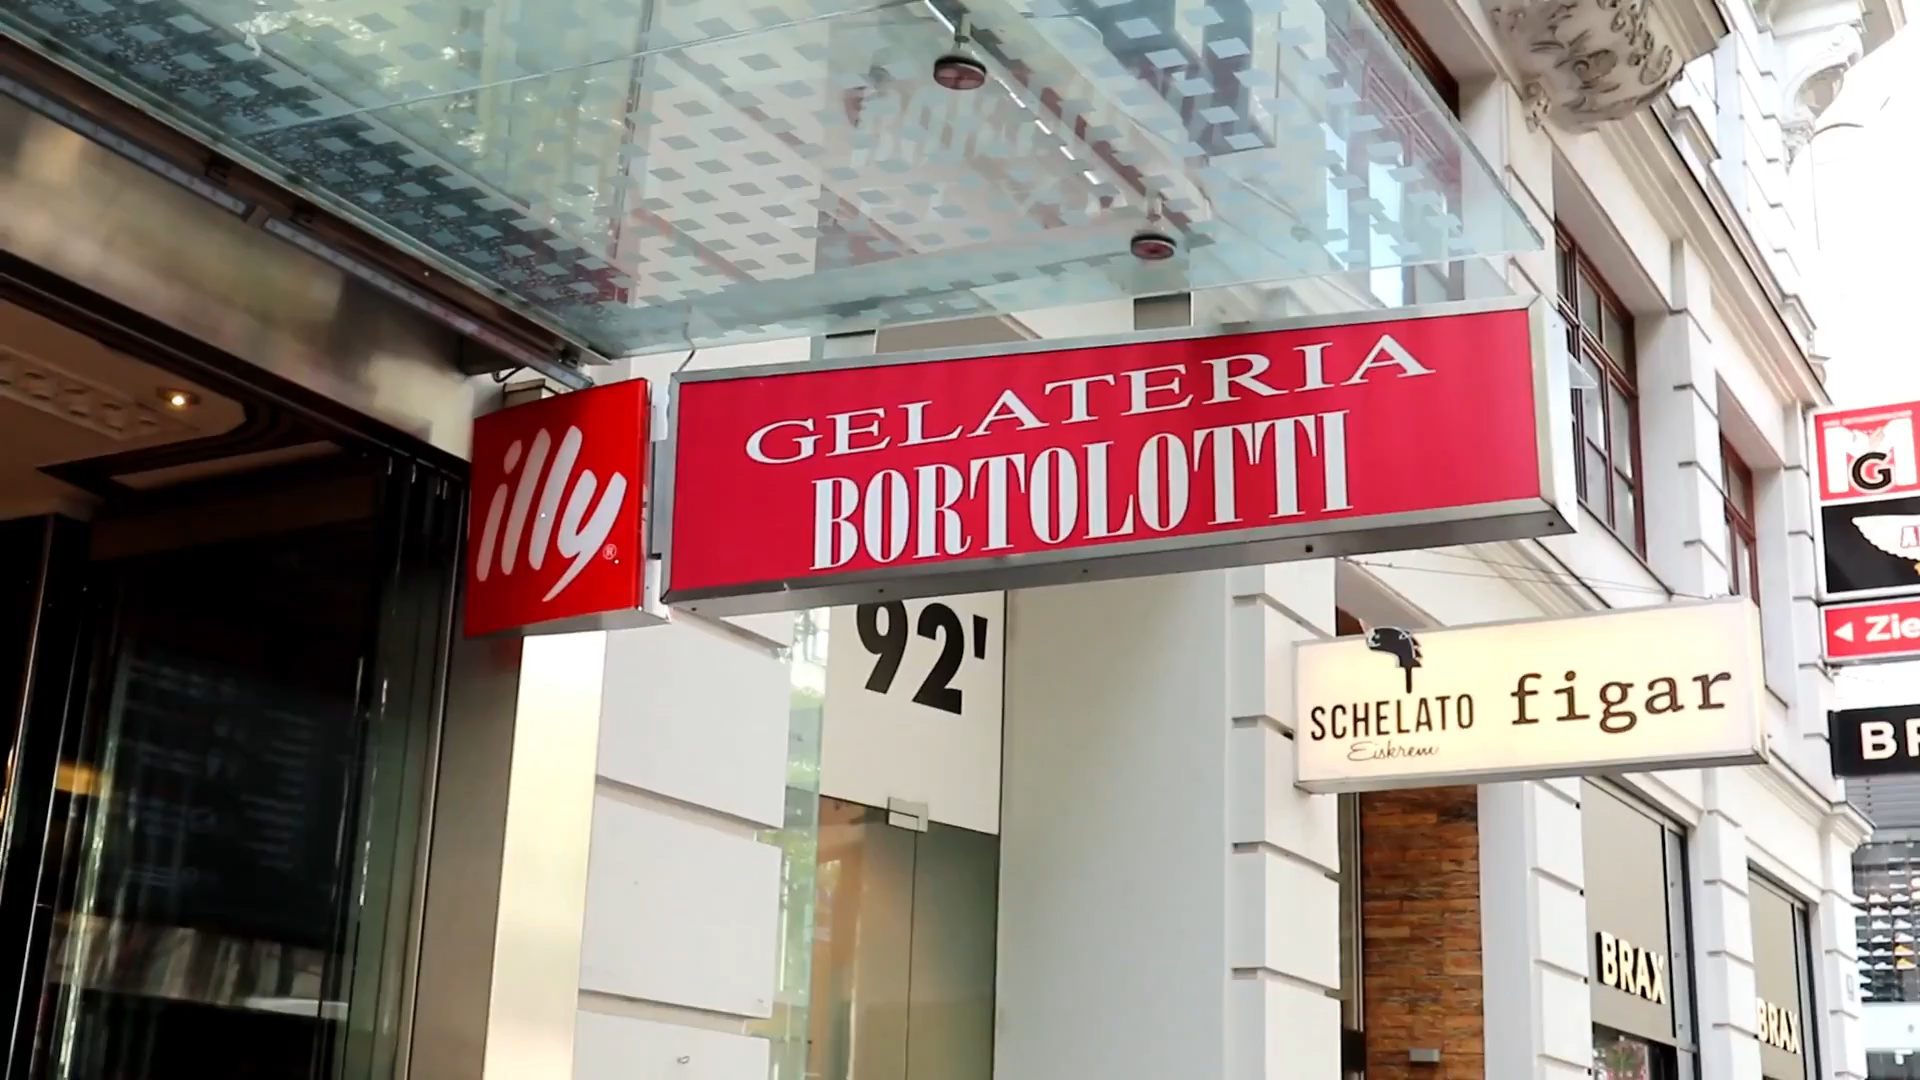 illy®
GELATERIA
BORTOLOTTI
92'
SCHELATO
Eiskrem
figar
M
G
Zie
BR
BRAX
BRAX